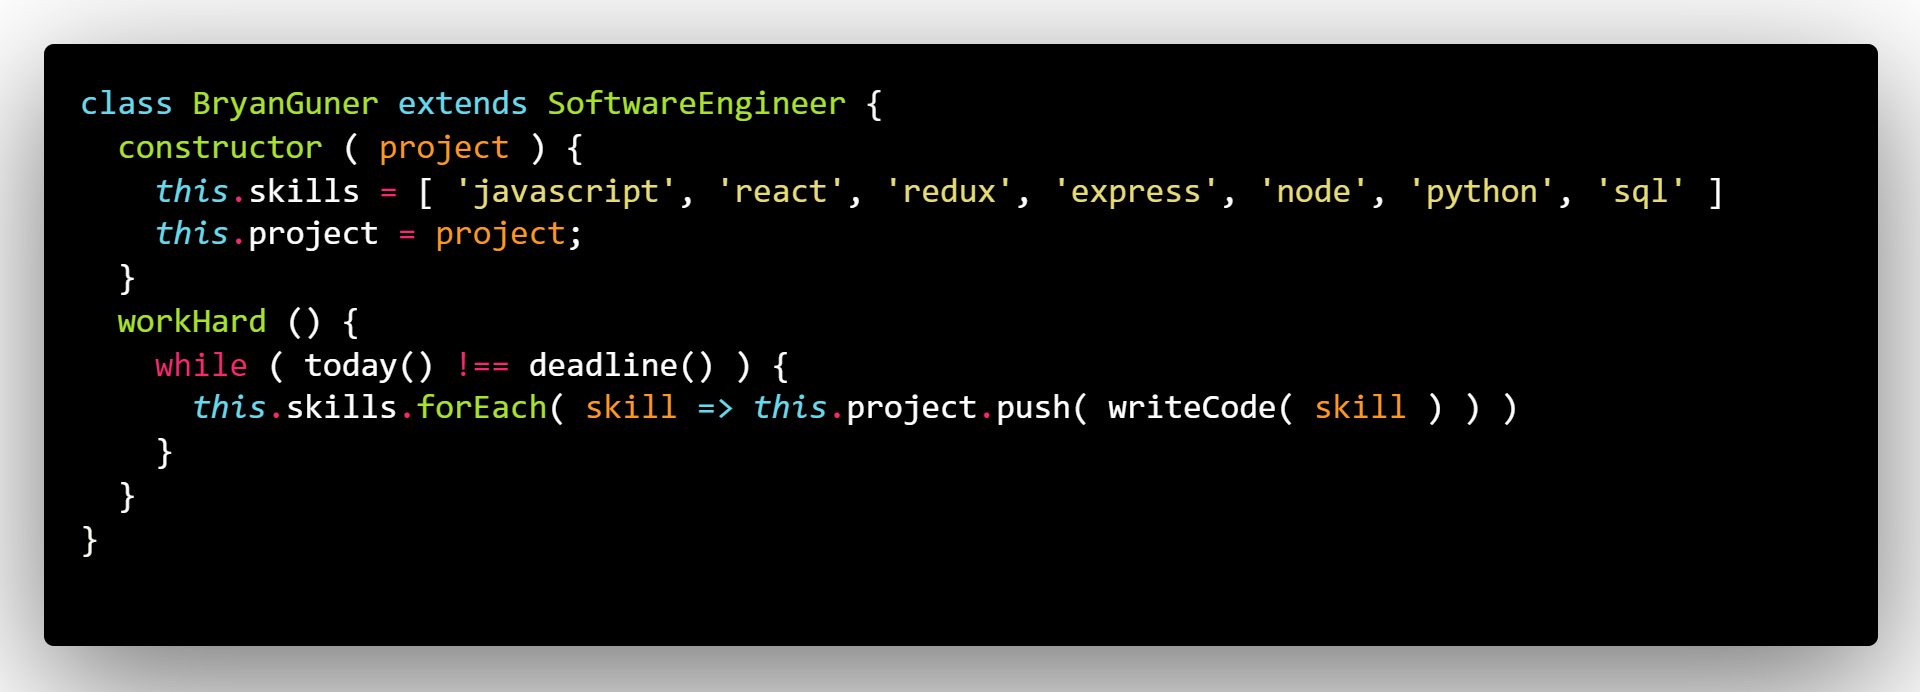 class BryanGuner extends SoftwareEngineer {
  constructor ( project ) {
    this.skills = [ 'javascript', 'react', 'redux', 'express', 'node', 'python', 'sql' ]
    this.project = project;
  }
  workHard () {
    while ( today() !== deadline() ) {
      this.skills.forEach( skill => this.project.push( writeCode( skill ) ) )
    }
  }
}